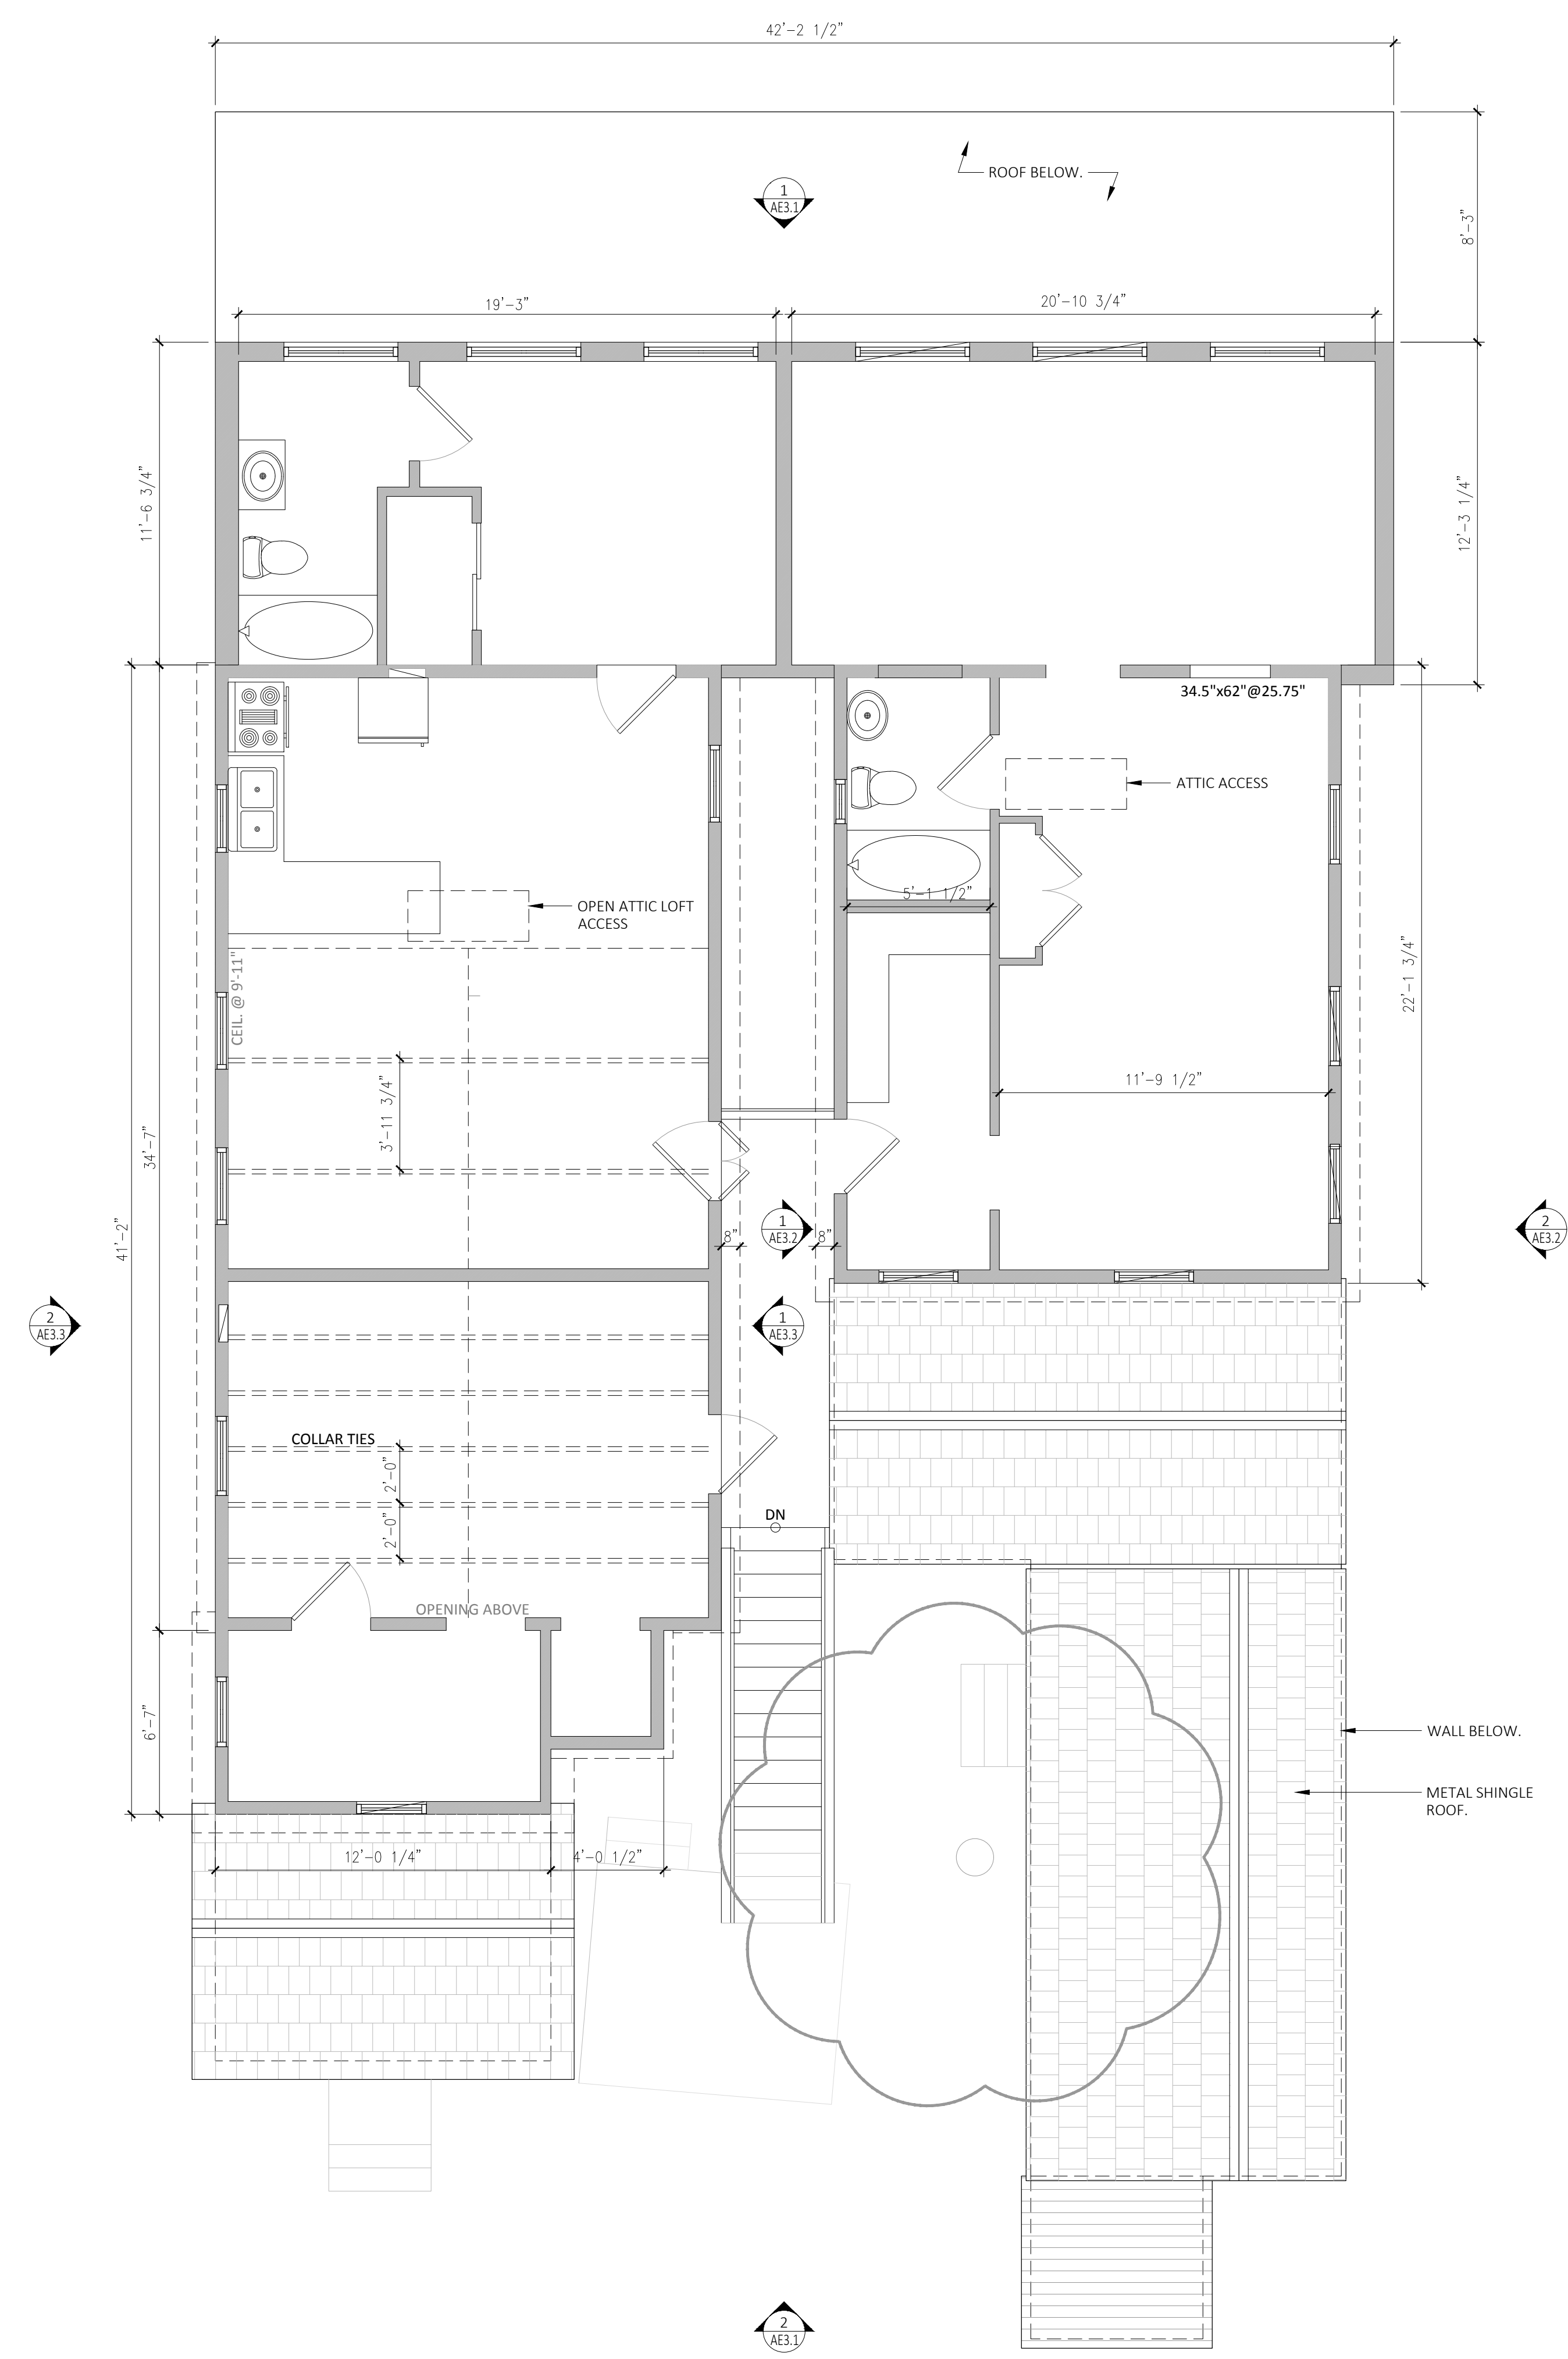 42'-2 1/2"
ROOF BELOW.
1
AE3.1
8'-3"
19'-3"
20'-10 3/4"
11'-6 3/4"
12'-3 1/4"
34.5"x62"@25.75"
ATTIC ACCESS
5'-1 1/2"
OPEN ATTIC LOFT
ACCESS
CEIL. @ 9'-11"
22'-1 3/4"
3'-11 3/4"
11'-9 1/2"
34'-7"
41'-2"
8"
1
AE3.2
8"
2
AE3.2
2
AE3.3
1
AE3.3
COLLAR TIES
2'-0"
2'-0"
DN
OPENING ABOVE
6'-7"
WALL BELOW.
METAL SHINGLE
ROOF.
12'-0 1/4"
4'-0 1/2"
2
AE3.1